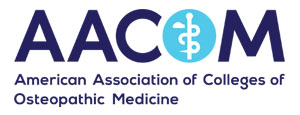 AACOM
American Association of Colleges of
Osteopathic Medicine